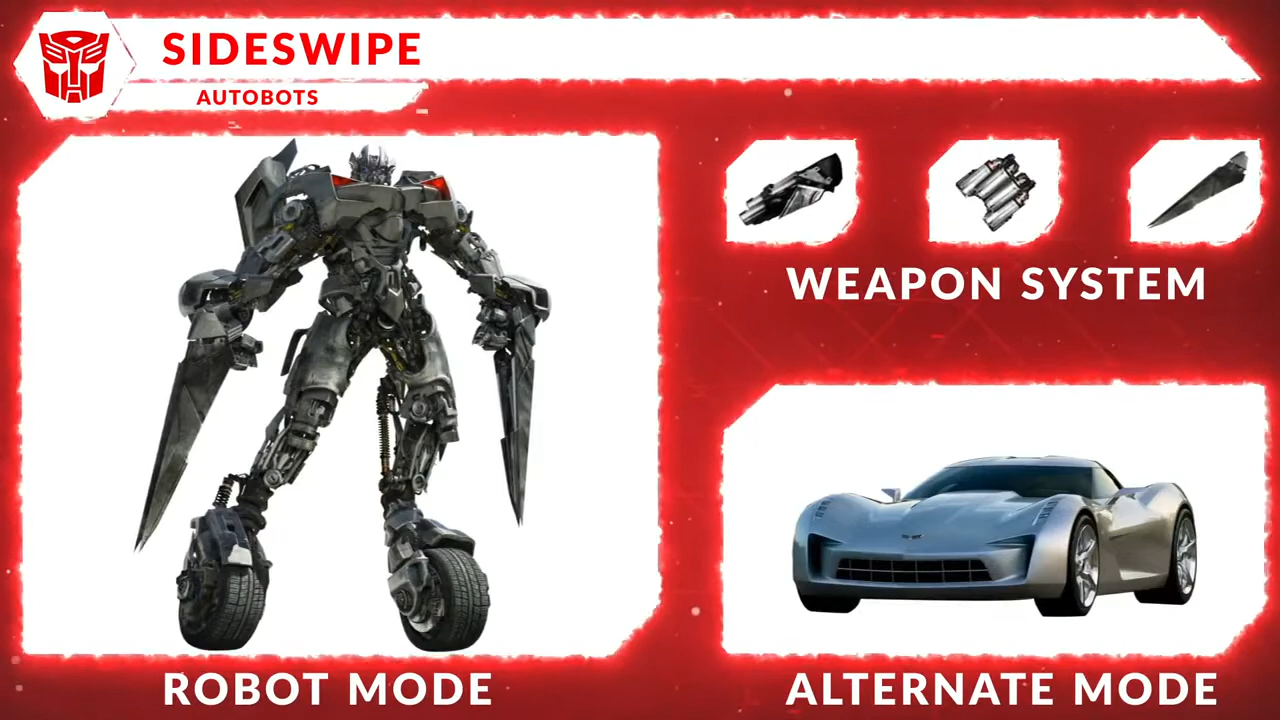 SIDESWIPE
AUTOBOTS
WEAPON SYSTEM
ROBOT MODE
ALTERNATE MODE